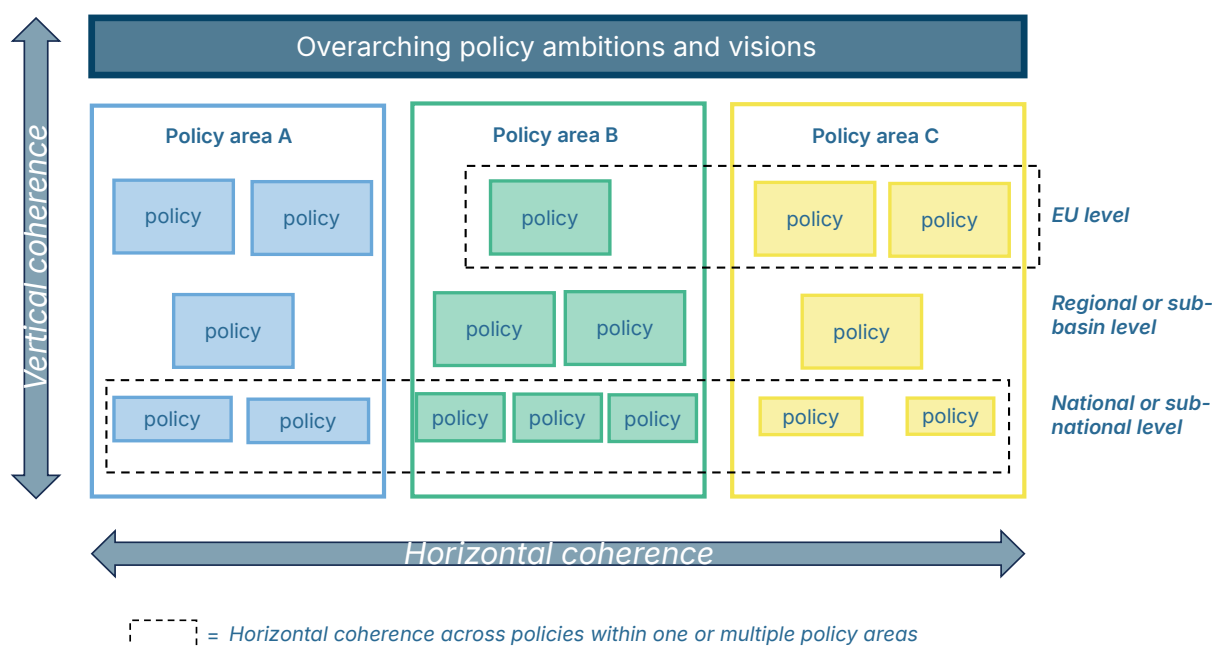 Overarching policy ambitions and visions
Vertical coherence
Policy area A
Policy area B
Policy area C
policy
policy
policy
policy
policy
EU level
policy
policy
policy
policy
Regional or sub-
basin level
policy
policy
policy
policy
policy
policy
policy
National or sub-
national level
Horizontal coherence
= Horizontal coherence across policies within one or multiple policy areas